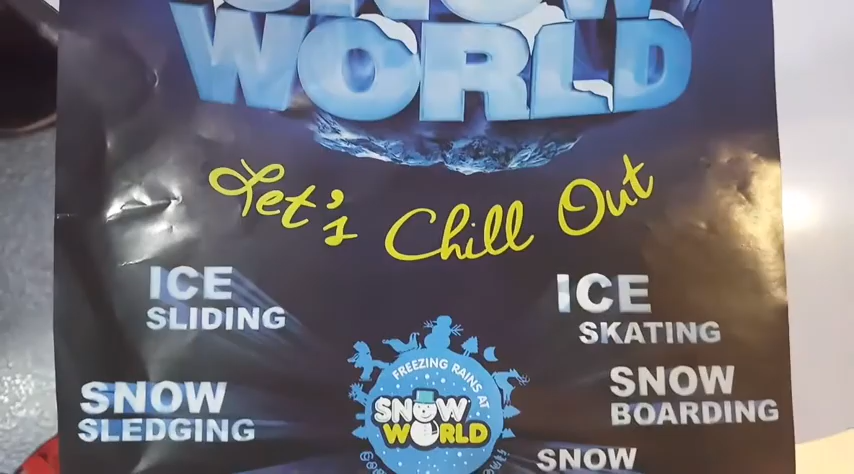 SNOW
WORLD
Let's Chill Out
ICE
SLIDING
ICE
SKATING
SNOW
SLEDGING
SNOW
BOARDING
FREEZING RAINS AT
SNOW
WORLD
SNOW